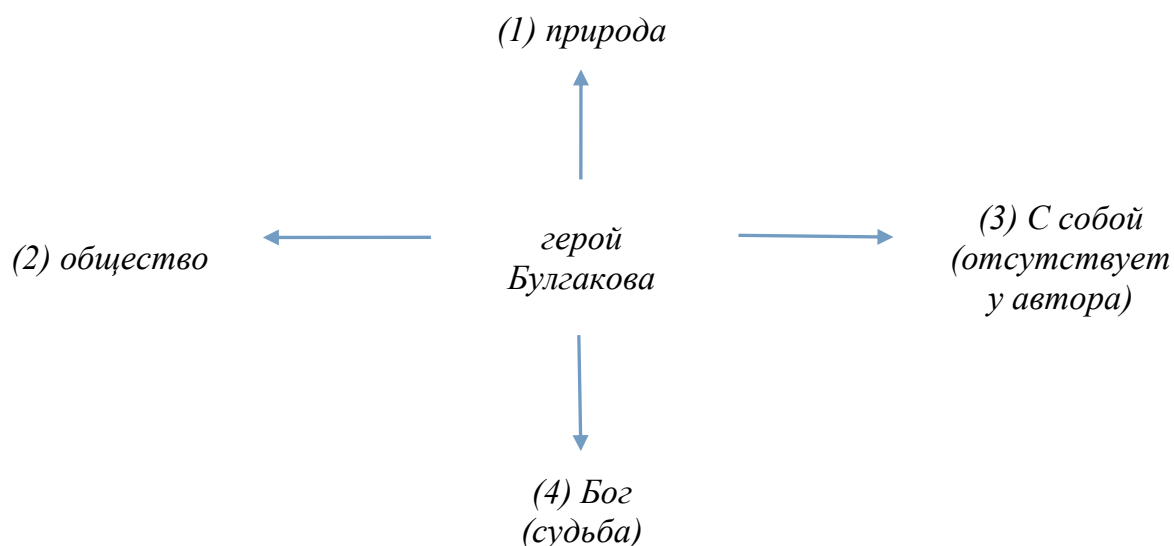 (1) природа
(2) общество
герой
Булгакова
(3) С собой
(отсутствует
у автора)
(4) Бог
(судьба)